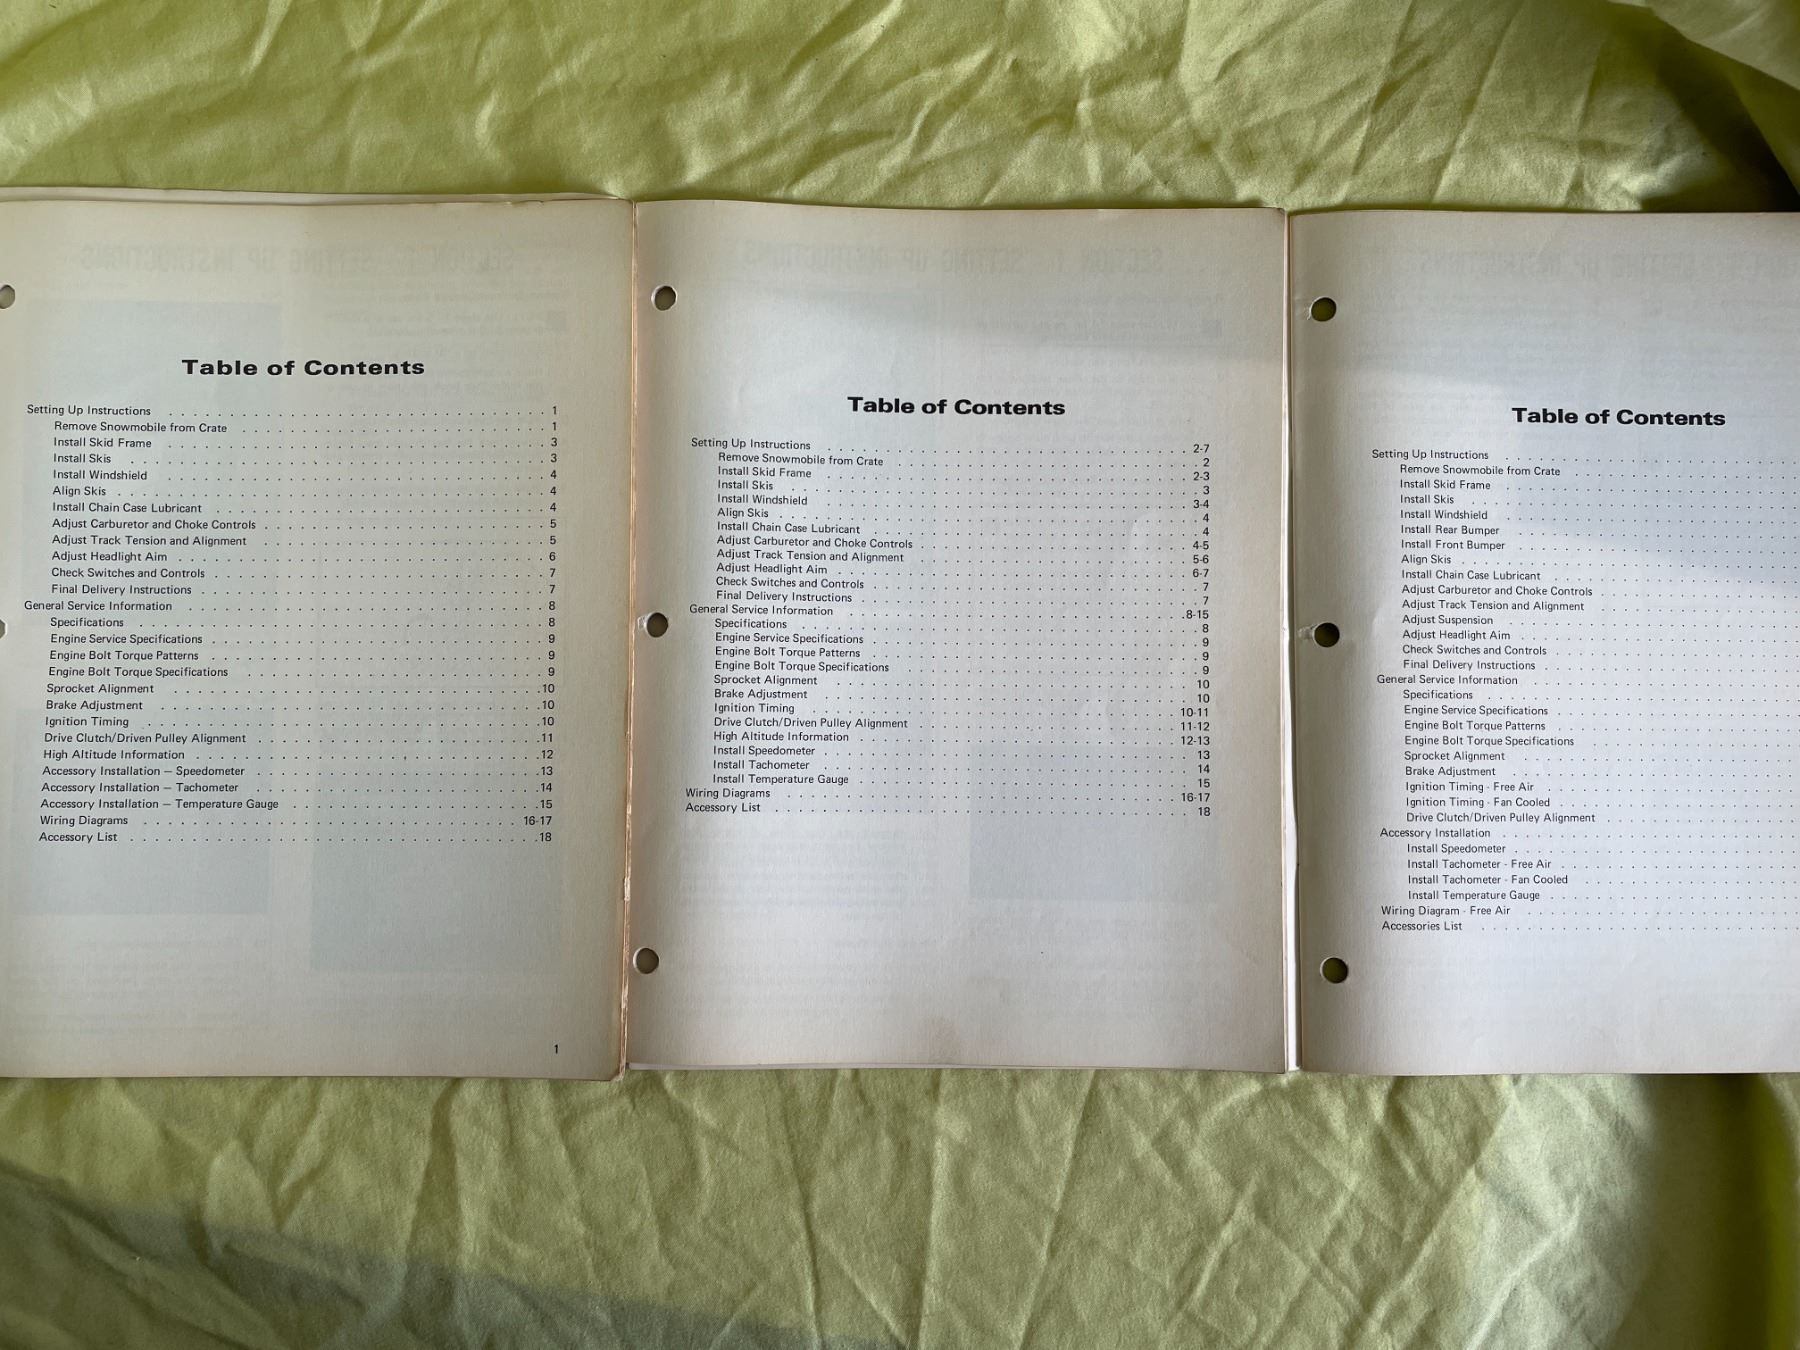 Table of Contents
Setting Up Instructions . . . 1
Remove Snowmobile from Crate . . . 1
Install Skid Frame . . . 3
Install Skis . . . 3
Install Windshield . . . 4
Align Skis . . . 4
Install Chain Case Lubricant . . . 4
Adjust Carburetor and Choke Controls . . . 5
Adjust Track Tension and Alignment . . . 5
Adjust Headlight Aim . . . 6
Check Switches and Controls . . . 7
Final Delivery Instructions . . . 7
General Service Information . . . 8
Specifications . . . 8
Engine Service Specifications . . . 9
Engine Bolt Torque Patterns . . . 9
Engine Bolt Torque Specifications . . . 9
Sprocket Alignment . . . 10
Brake Adjustment . . . 10
Ignition Timing . . . 10
Drive Clutch/Driven Pulley Alignment . . . 11
High Altitude Information . . . 12
Accessory Installation – Speedometer . . . 13
Accessory Installation – Tachometer . . . 14
Accessory Installation – Temperature Gauge . . . 15
Wiring Diagrams . . . 16-17
Accessory List . . . 18
1
Table of Contents
Setting Up Instructions . . . 2-7
Remove Snowmobile from Crate . . . 2
Install Skid Frame . . . 2-3
Install Skis . . . 3
Install Windshield . . . 3-4
Align Skis . . . 4
Install Chain Case Lubricant . . . 4
Adjust Carburetor and Choke Controls . . . 4-5
Adjust Track Tension and Alignment . . . 5-6
Adjust Headlight Aim . . . 6-7
Check Switches and Controls . . . 7
Final Delivery Instructions . . . 7
General Service Information . . . 8-15
Specifications . . . 8
Engine Service Specifications . . . 9
Engine Bolt Torque Patterns . . . 9
Engine Bolt Torque Specifications . . . 9
Sprocket Alignment . . . 10
Brake Adjustment . . . 10
Ignition Timing . . . 10-11
Drive Clutch/Driven Pulley Alignment . . . 11-12
High Altitude Information . . . 12-13
Install Speedometer . . . 13
Install Tachometer . . . 14
Install Temperature Gauge . . . 15
Wiring Diagrams . . . 16-17
Accessory List . . . 18
Table of Contents
Setting Up Instructions . . .
Remove Snowmobile from Crate . . .
Install Skid Frame . . .
Install Skis . . .
Install Windshield . . .
Install Rear Bumper . . .
Install Front Bumper . . .
Align Skis . . .
Install Chain Case Lubricant . . .
Adjust Carburetor and Choke Controls . . .
Adjust Track Tension and Alignment . . .
Adjust Suspension . . .
Adjust Headlight Aim . . .
Check Switches and Controls . . .
Final Delivery Instructions . . .
General Service Information . . .
Specifications . . .
Engine Service Specifications . . .
Engine Bolt Torque Patterns . . .
Engine Bolt Torque Specifications . . .
Sprocket Alignment . . .
Brake Adjustment . . .
Ignition Timing - Free Air . . .
Ignition Timing - Fan Cooled . . .
Drive Clutch/Driven Pulley Alignment . . .
Accessory Installation . . .
Install Speedometer . . .
Install Tachometer - Free Air . . .
Install Tachometer - Fan Cooled . . .
Install Temperature Gauge . . .
Wiring Diagram - Free Air . . .
Accessories List . . .